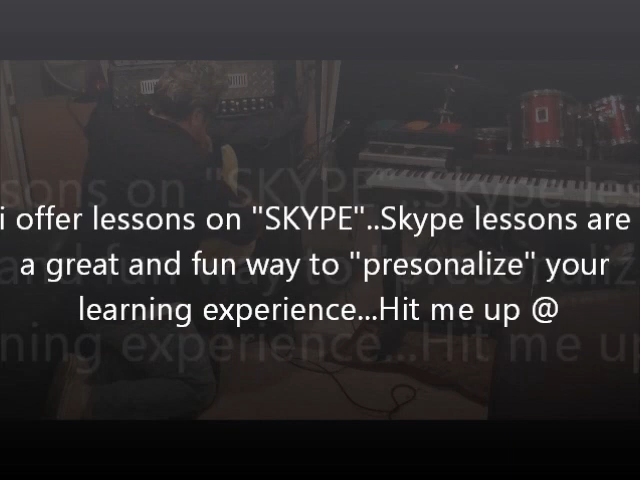 i offer lessons on "SKYPE"..Skype lessons are
a great and fun way to "presonalize" your
learning experience...Hit me up @